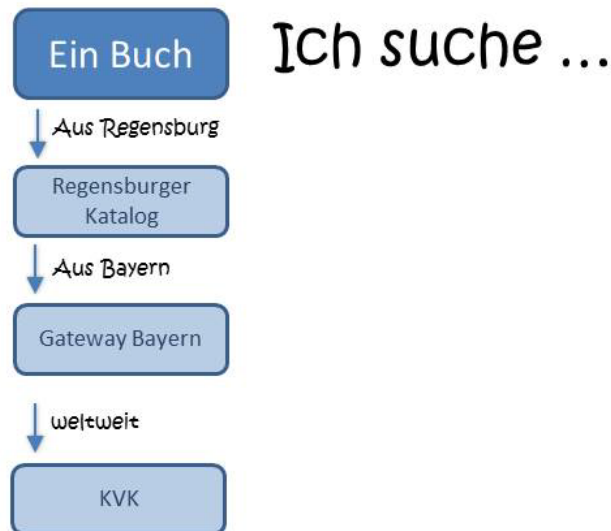 Ein Buch
Ich suche ...
Aus Regensburg
Regensburger
Katalog
Aus Bayern
Gateway Bayern
weltweit
KVK